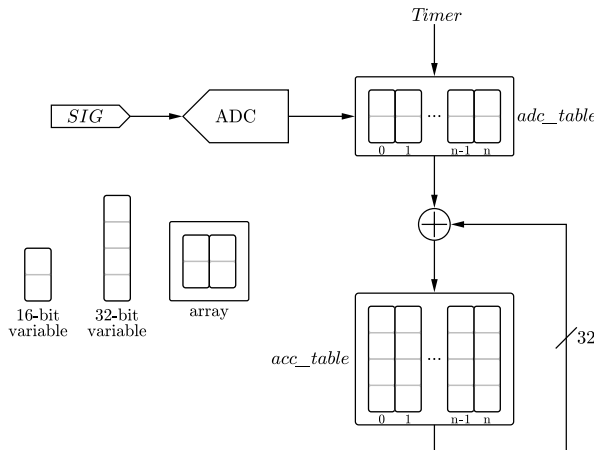 Timer
SIG
ADC
... adc_table
0 1 n-1 n
16-bit
variable
32-bit
variable
array
32
acc_table
...
0 1 n-1 n